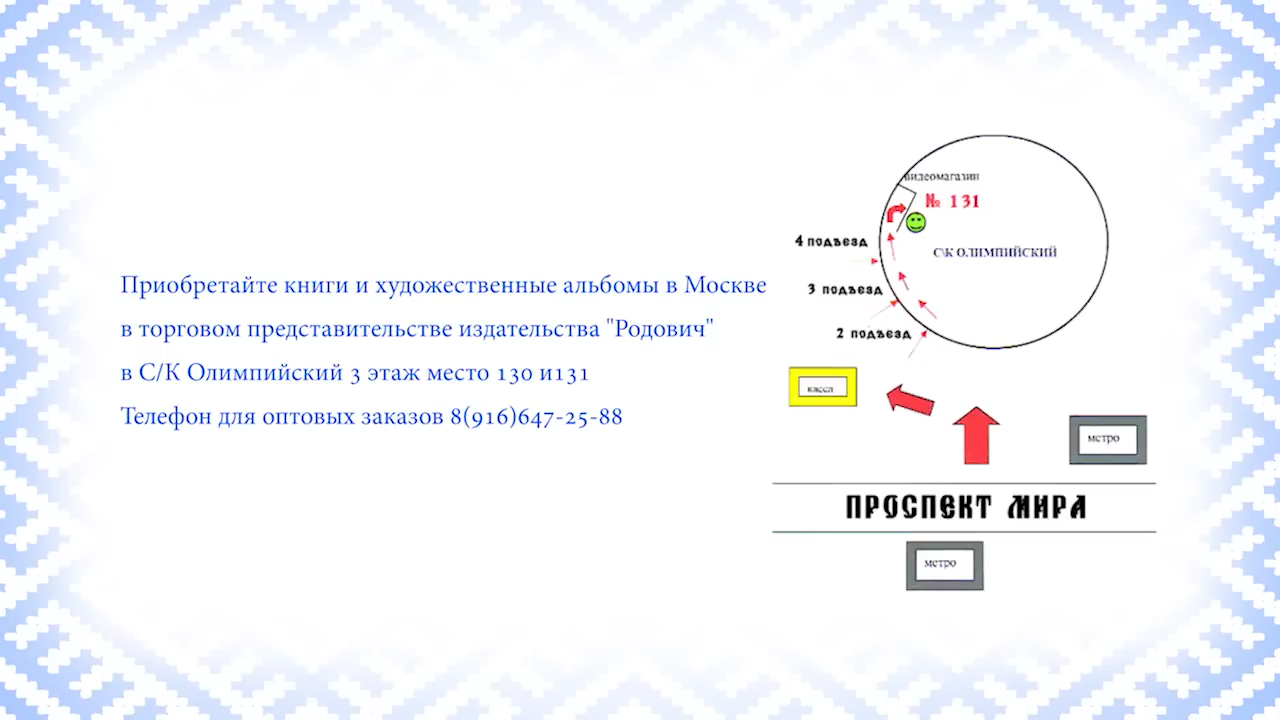 Приобретайте книги и художественные альбомы в Москве
в торговом представительстве издательства "Родович"
в С/К Олимпийский 3 этаж место 130 и131
Телефон для оптовых заказов 8(916)647-25-88
видеомагазин
№ 131
4 подъезд
С\К ОЛИМПИЙСКИЙ
3 подъезд
2 подъезд
касса
метро
ПРОСПЕКТ МИРА
метро